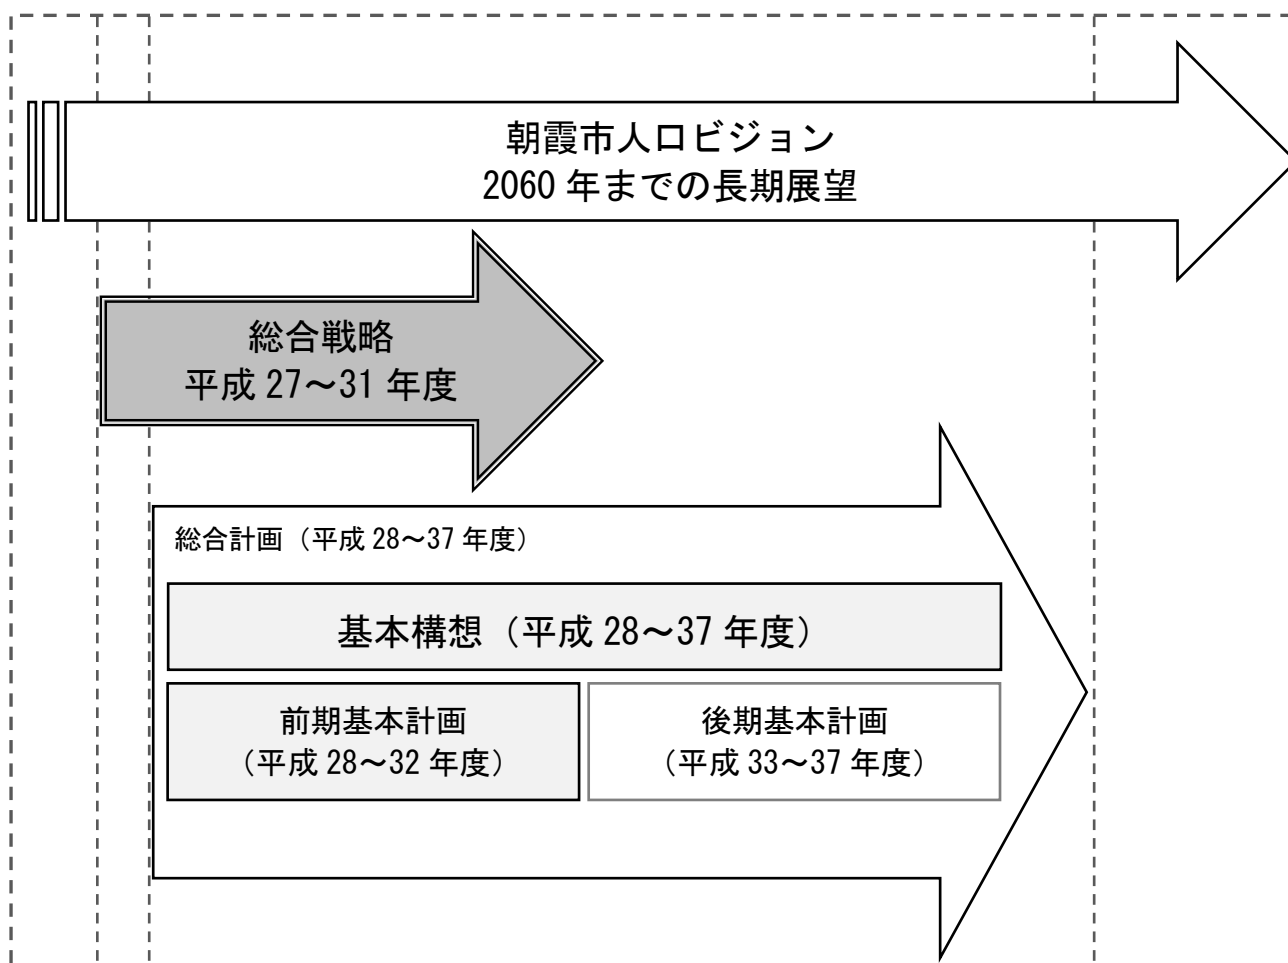 朝霞市人口ビジョン
2060 年までの長期展望
総合戦略
平成 27～31 年度
総合計画（平成 28～37 年度）
基本構想（平成 28～37 年度）
前期基本計画
（平成 28～32 年度）
後期基本計画
（平成 33～37 年度）